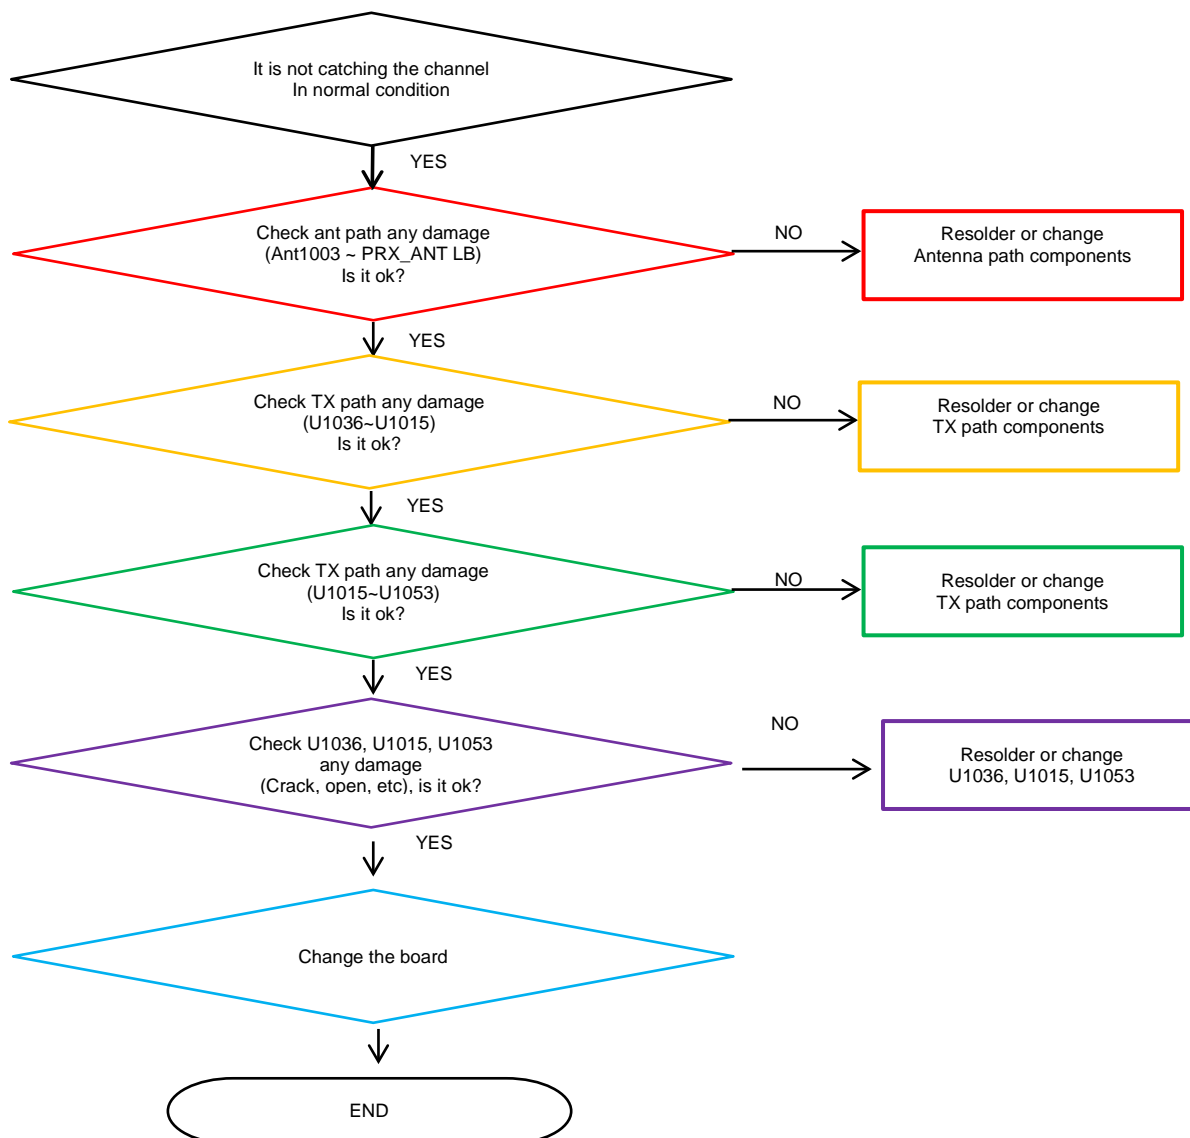 It is not catching the channel
In normal condition
YES
Check ant path any damage
(Ant1003 ~ PRX_ANT LB)
Is it ok?
NO
Resolder or change
Antenna path components
YES
Check TX path any damage
(U1036~U1015)
Is it ok?
NO
Resolder or change
TX path components
YES
Check TX path any damage
(U1015~U1053)
Is it ok?
NO
Resolder or change
TX path components
YES
Check U1036, U1015, U1053
any damage
(Crack, open, etc), is it ok?
NO
Resolder or change
U1036, U1015, U1053
YES
Change the board
END